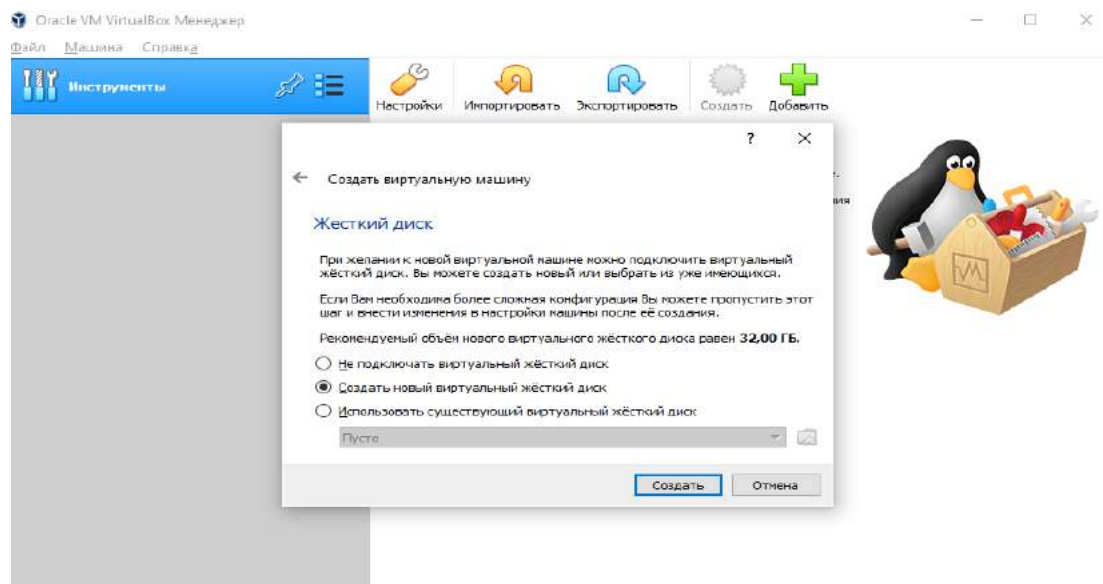 Oracle VM VirtualBox Менеджер
Файл Машина Справка
Инструменты
Настройки Импортировать Экспортировать Создать Добавить
?
Создать виртуальную машину
Жесткий диск
ия
При желании к новой виртуальной машине можно подключить виртуальный
жёсткий диск. Вы можете создать новый или выбрать из уже имеющихся.
Если Вам необходима более сложная конфигурация Вы можете пропустить этот
шаг и внести изменения в настройки машины после её создания.
Рекомендуемый объём нового виртуального жёсткого диска равен 32,00 ГБ.
Не подключать виртуальный жёсткий диск
Создать новый виртуальный жёсткий диск
Использовать существующий виртуальный жёсткий диск
Пусто
Создать Отмена